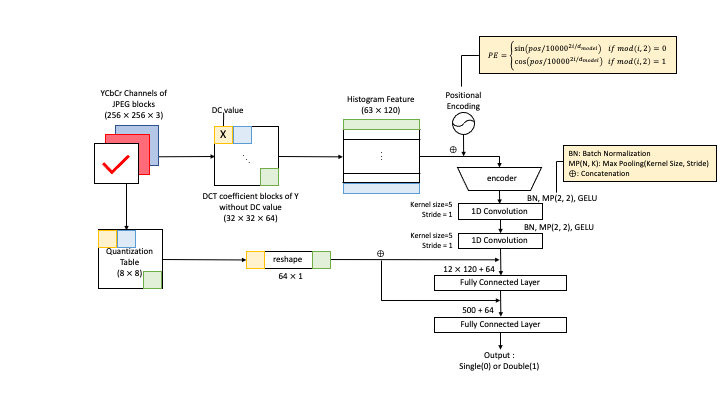 PE = { sin(pos/10000^{2i/d_{model}}) if mod(i, 2) = 0
cos(pos/10000^{2i/d_{model}}) if mod(i, 2) = 1
YCbCr Channels of
JPEG blocks
(256 × 256 × 3)
DC value
X
⋱
DCT coefficient blocks of Y
without DC value
(32 × 32 × 64)
Histogram Feature
(63 × 120)
⋮
Positional
Encoding
⊕
BN: Batch Normalization
MP(N, K): Max Pooling(Kernel Size, Stride)
⊕: Concatenation
encoder
BN, MP(2, 2), GELU
Kernel size=5
Stride = 1
1D Convolution
BN, MP(2, 2), GELU
Kernel size=5
Stride = 1
1D Convolution
Quantization
Table
(8 × 8)
reshape
64 × 1
⊕
12 × 120 + 64
Fully Connected Layer
500 + 64
Fully Connected Layer
Output :
Single(0) or Double(1)